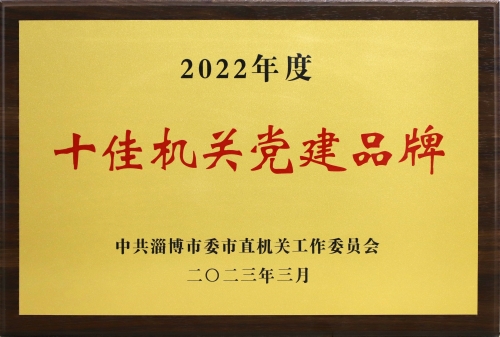 2022年度
十佳机关党建品牌
中共淄博市委市直机关工作委员会
二〇二三年三月